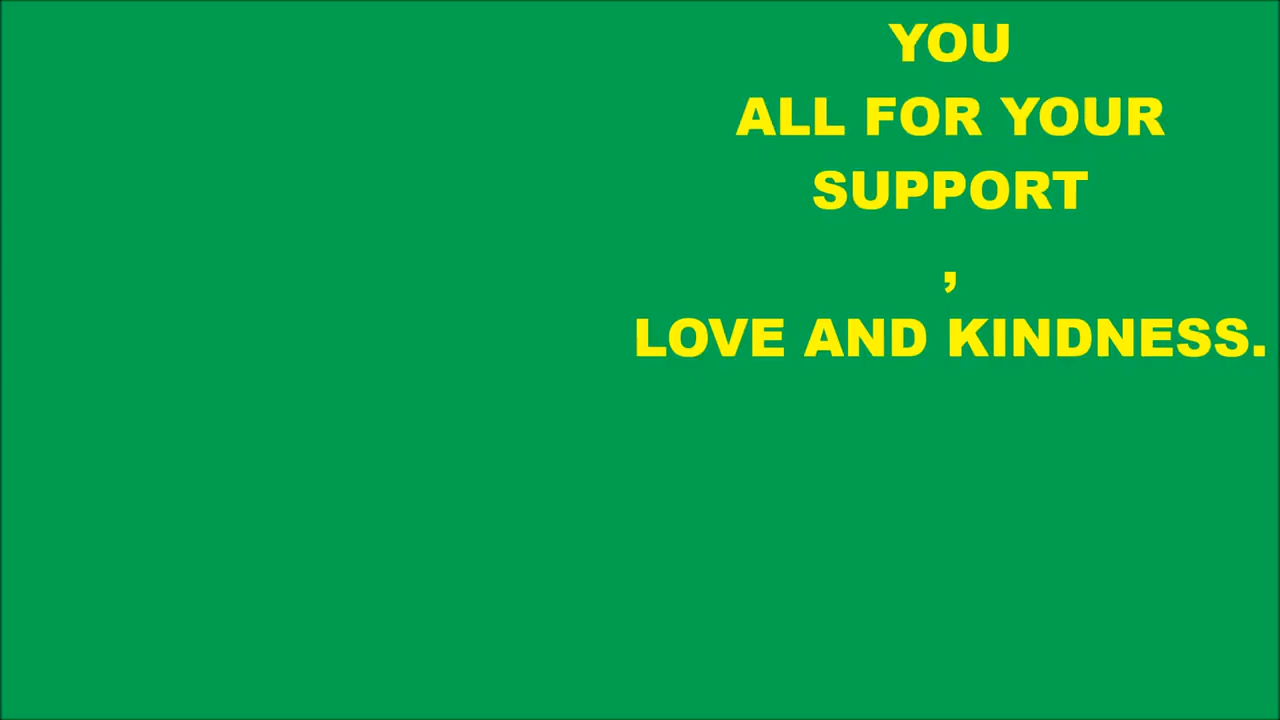 YOU
ALL FOR YOUR
SUPPORT
,
LOVE AND KINDNESS.